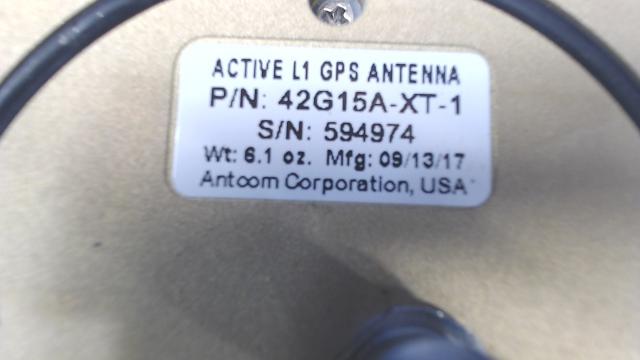 ACTIVE L1 GPS ANTENNA
P/N: 42G15A-XT-1
S/N: 594974
Wt: 6.1 oz. Mfg: 09/13/17
Antcom Corporation, USA